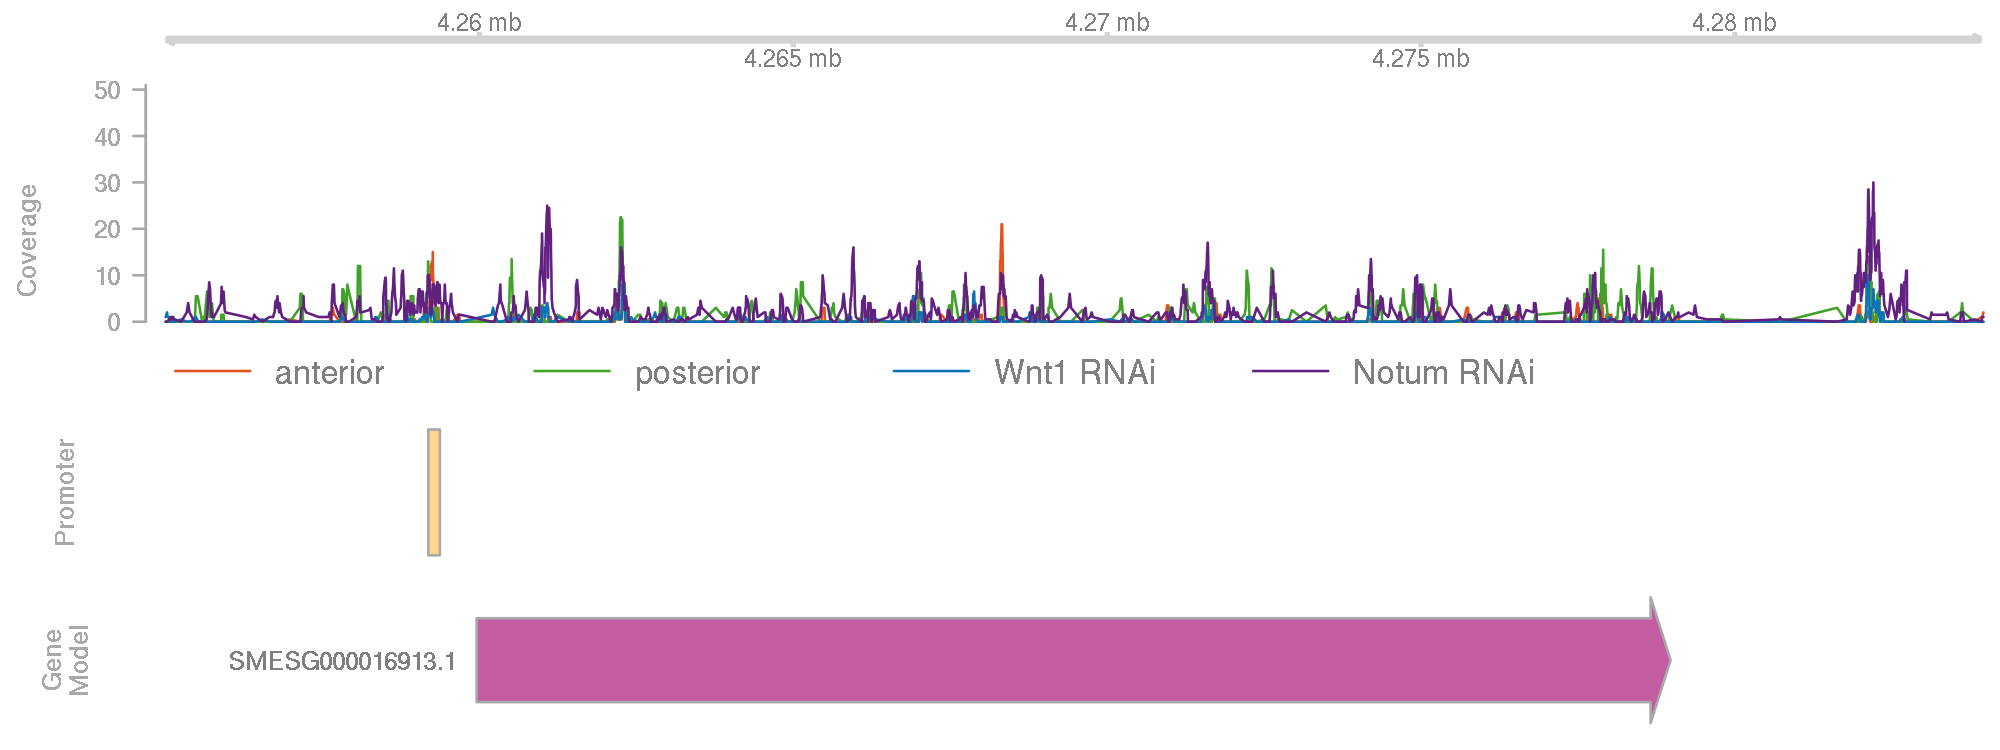 4.26 mb
4.27 mb
4.28 mb
4.265 mb
4.275 mb
50
40
30
20
10
0
Coverage
anterior
posterior
Wnt1 RNAi
Notum RNAi
Promoter
Gene
Model
SMESG000016913.1